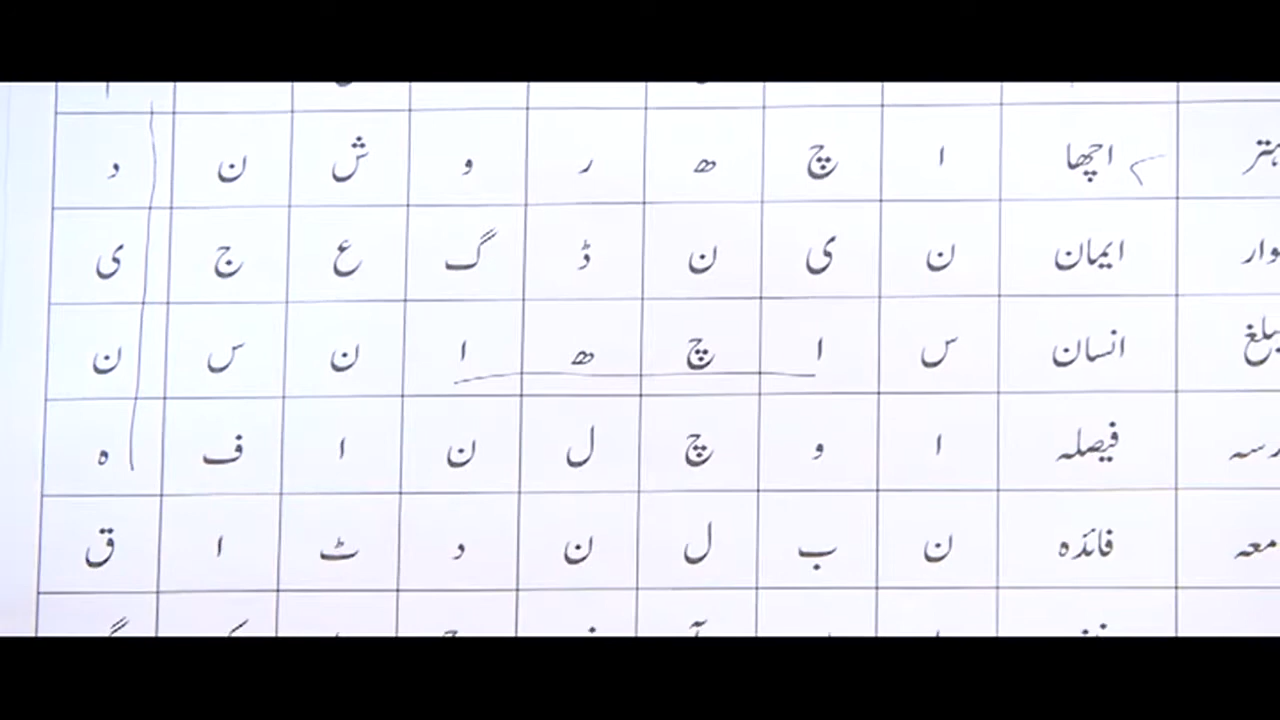 اچھا ا چ ھ ر و ش ن د
ایمان ن ی ن ڈ گ ع ج ی
انسان س ا چ ھ ا ن س ن
فیصلہ ا و چ ل ن ا ف ہ
فائدہ ن ب ل ن د ٹ ا ق